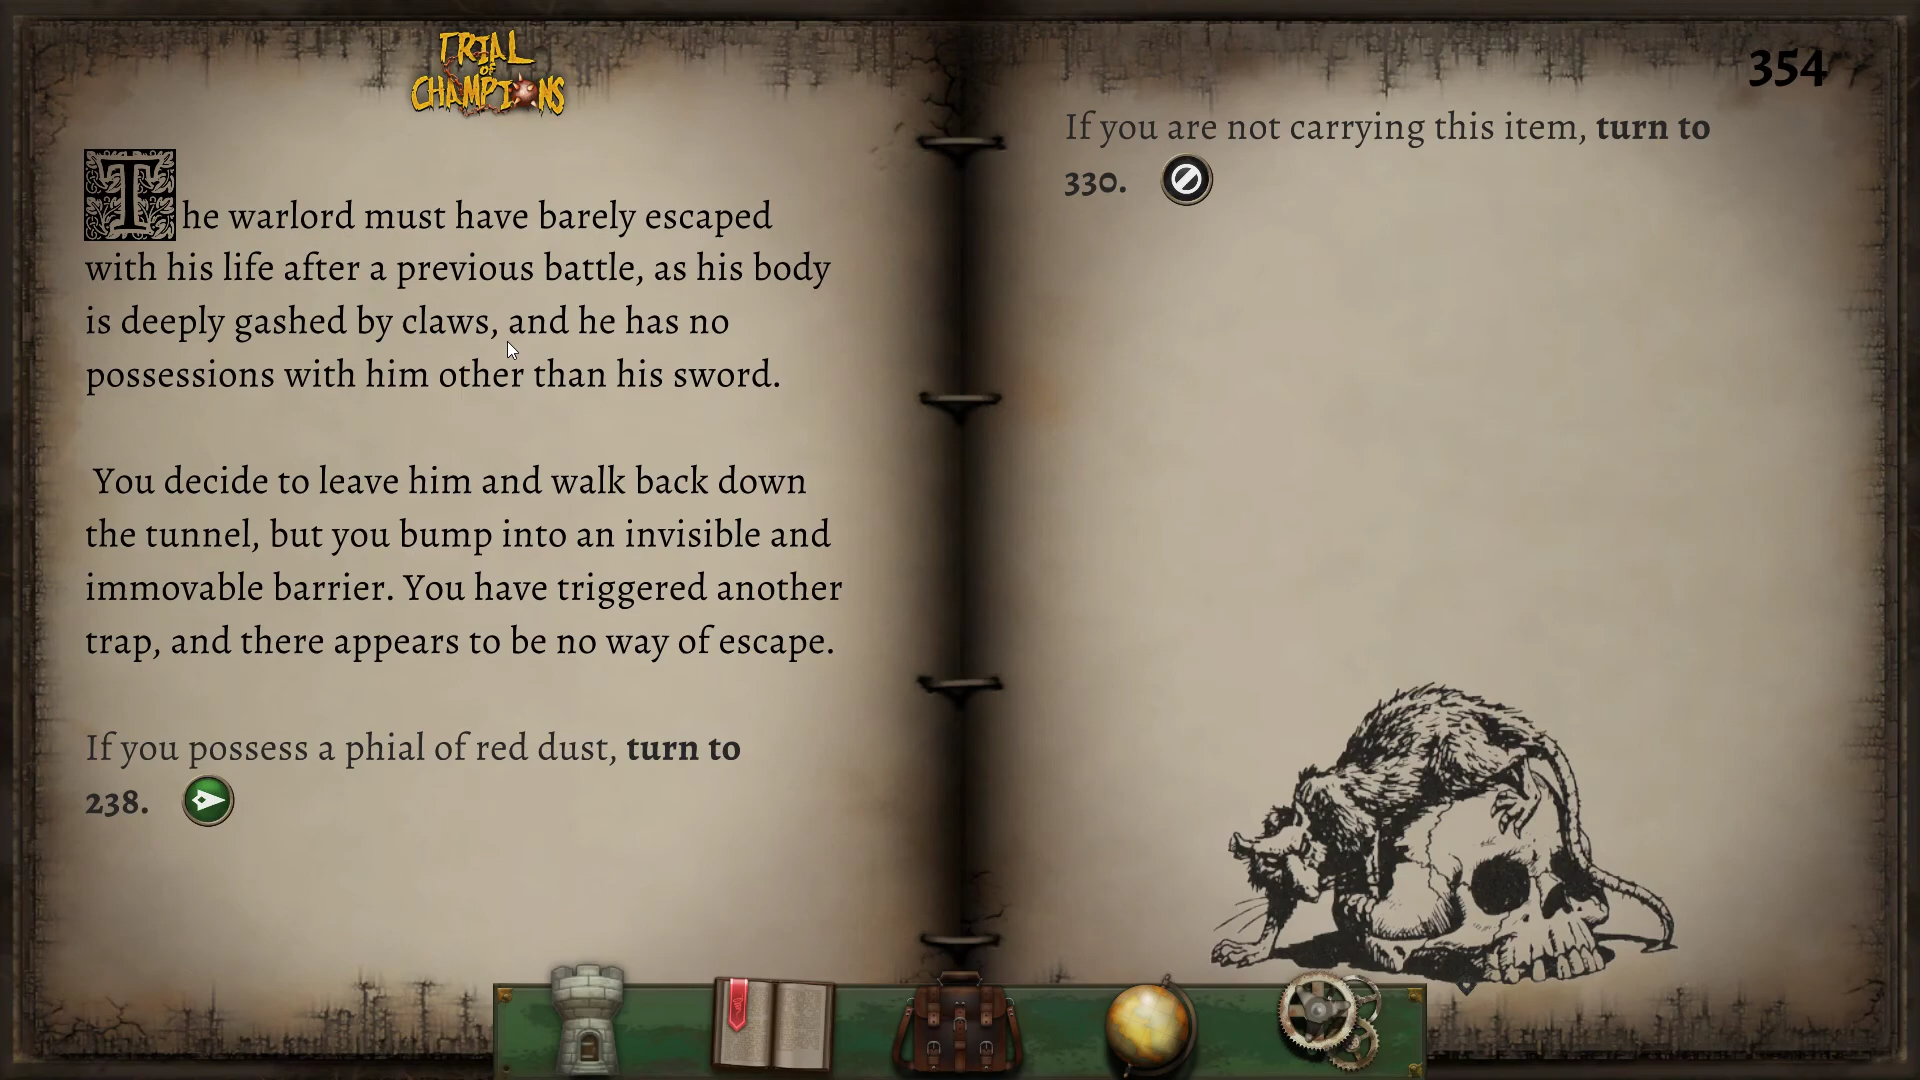 TRIAL
OF
CHAMPIONS
The warlord must have barely escaped
with his life after a previous battle, as his body
is deeply gashed by claws, and he has no
possessions with him other than his sword.
You decide to leave him and walk back down
the tunnel, but you bump into an invisible and
immovable barrier. You have triggered another
trap, and there appears to be no way of escape.
If you possess a phial of red dust, turn to
238.
354
If you are not carrying this item, turn to
330.